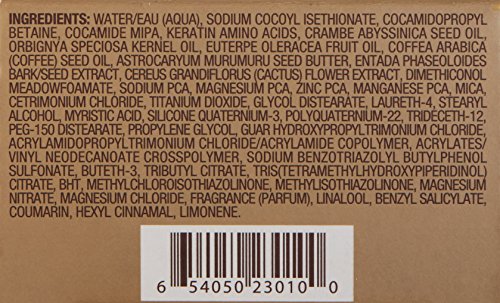 INGREDIENTS: WATER/EAU (AQUA), SODIUM COCOYL ISETHIONATE, COCAMIDOPROPYL
BETAINE, COCAMIDE MIPA, KERATIN AMINO ACIDS, CRAMBE ABYSSINICA SEED OIL,
ORBIGNYA SPECIOSA KERNEL OIL, EUTERPE OLERACEA FRUIT OIL, COFFEA ARABICA
(COFFEE) SEED OIL, ASTROCARYUM MURUMURU SEED BUTTER, ENTADA PHASEOLOIDES
BARK/SEED EXTRACT, CEREUS GRANDIFLORUS (CACTUS) FLOWER EXTRACT, DIMETHICONOL
MEADOWFOAMATE, SODIUM PCA, MAGNESIUM PCA, ZINC PCA, MANGANESE PCA, MICA,
CETRIMONIUM CHLORIDE, TITANIUM DIOXIDE, GLYCOL DISTEARATE, LAURETH-4, STEARYL
ALCOHOL, MYRISTIC ACID, SILICONE QUATERNIUM-3, POLYQUATERNIUM-22, TRIDECETH-12,
PEG-150 DISTEARATE, PROPYLENE GLYCOL, GUAR HYDROXYPROPYLTRIMONIUM CHLORIDE,
ACRYLAMIDOPROPYLTRIMONIUM CHLORIDE/ACRYLAMIDE COPOLYMER, ACRYLATES/
VINYL NEODECANOATE CROSSPOLYMER, SODIUM BENZOTRIAZOLYL BUTYLPHENOL
SULFONATE, BUTETH-3, TRIBUTYL CITRATE, TRIS(TETRAMETHYLHYDROXYPIPERIDINOL)
CITRATE, BHT, METHYLCHLOROISOTHIAZOLINONE, METHYLISOTHIAZOLINONE, MAGNESIUM
NITRATE, MAGNESIUM CHLORIDE, FRAGRANCE (PARFUM), LINALOOL, BENZYL SALICYLATE,
COUMARIN, HEXYL CINNAMAL, LIMONENE.
6 54050 23010 0